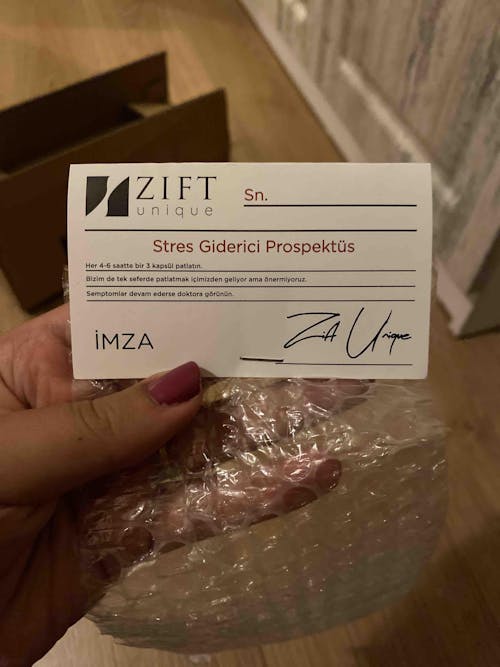 ZIFT
unique
Sn.
Stres Giderici Prospektüs
Her 4-6 saatte bir 3 kapsül patlatın.
Bizim de tek seferde patlatmak içimizden geliyor ama önermiyoruz.
Semptomlar devam ederse doktora görünün.
İMZA
Zift Unique